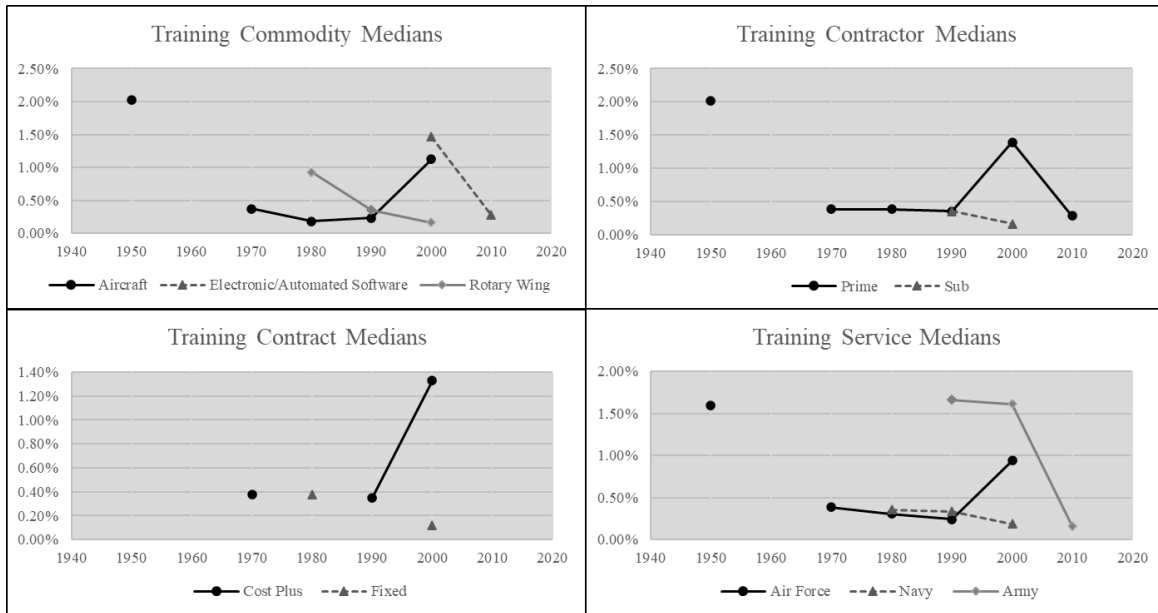 Training Commodity Medians
2.50%
2.00%
1.50%
1.00%
0.50%
0.00%
1940 1950 1960 1970 1980 1990 2000 2010 2020
Aircraft Electronic/Automated Software Rotary Wing
Training Contractor Medians
2.50%
2.00%
1.50%
1.00%
0.50%
0.00%
1940 1950 1960 1970 1980 1990 2000 2010 2020
Prime Sub
Training Contract Medians
1.40%
1.20%
1.00%
0.80%
0.60%
0.40%
0.20%
0.00%
1940 1950 1960 1970 1980 1990 2000 2010 2020
Cost Plus Fixed
Training Service Medians
2.00%
1.50%
1.00%
0.50%
0.00%
1940 1950 1960 1970 1980 1990 2000 2010 2020
Air Force Navy Army